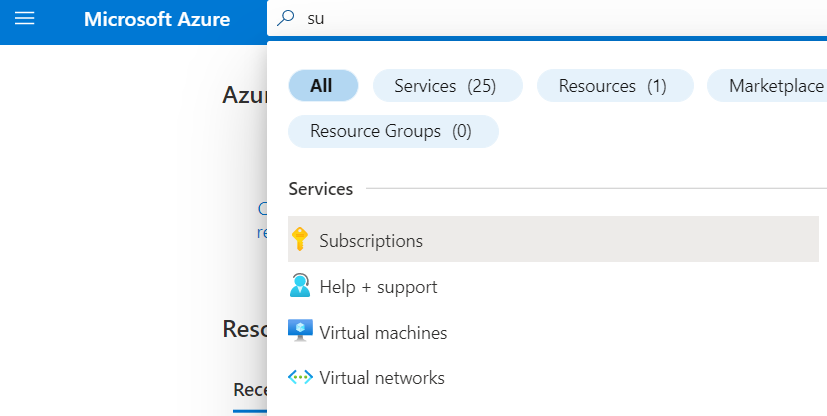 Microsoft Azure
su
All
Services (25)
Resources (1)
Marketplace
Resource Groups (0)
Services
Subscriptions
Help + support
Virtual machines
Virtual networks